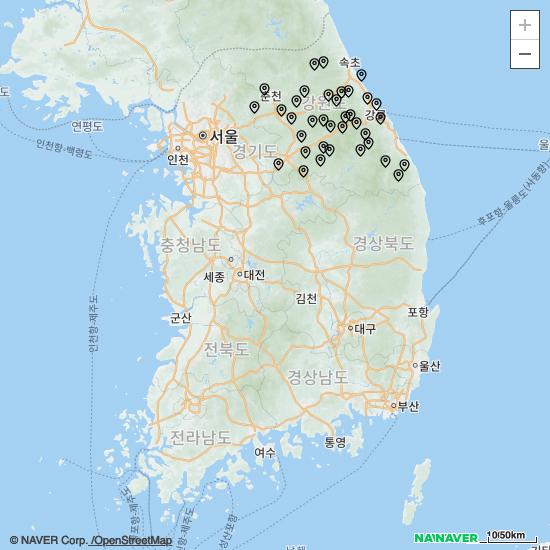 +
−
속초
춘천
강원도
강릉
연평도
서울
인천항-백령도
인천
경기도
울
후포항-울릉도(사동항)
충청남도
경상북도
세종
대전
김천
군산
포항
인천항-제주도
대구
전라북도
울산
경상남도
부산
전라남도
통영
여수
© NAVER Corp. /OpenStreetMap
NAVER
10/50km